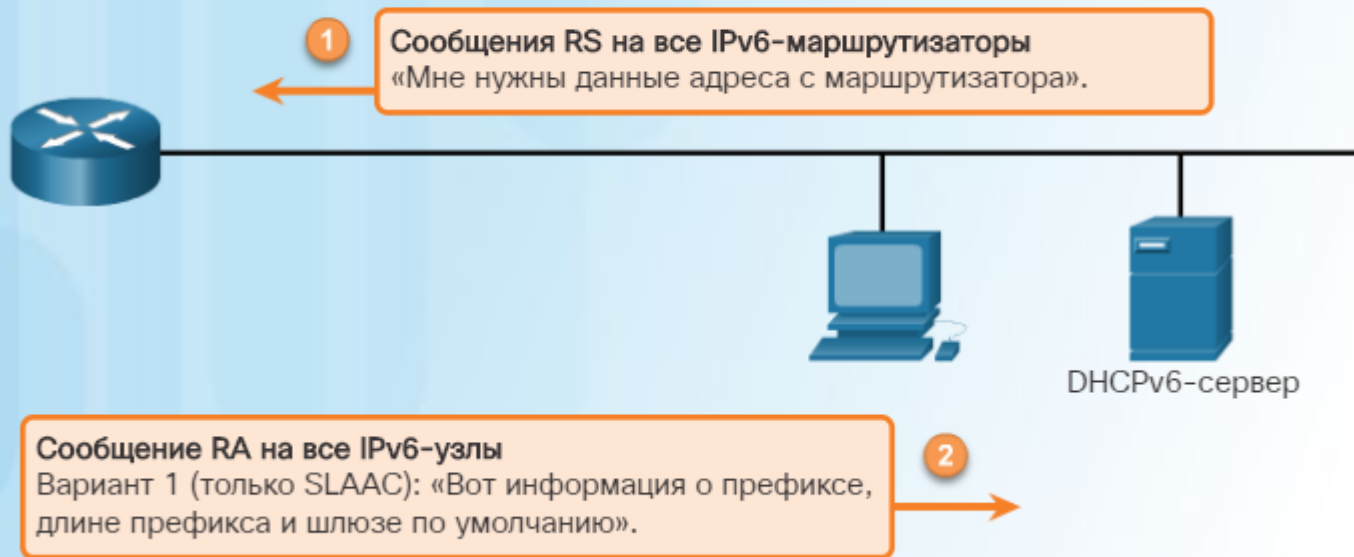 1
Сообщения RS на все IPv6-маршрутизаторы
«Мне нужны данные адреса с маршрутизатора».
DHCPv6-сервер
Сообщение RA на все IPv6-узлы
Вариант 1 (только SLAAC): «Вот информация о префиксе,
длине префикса и шлюзе по умолчанию».
2